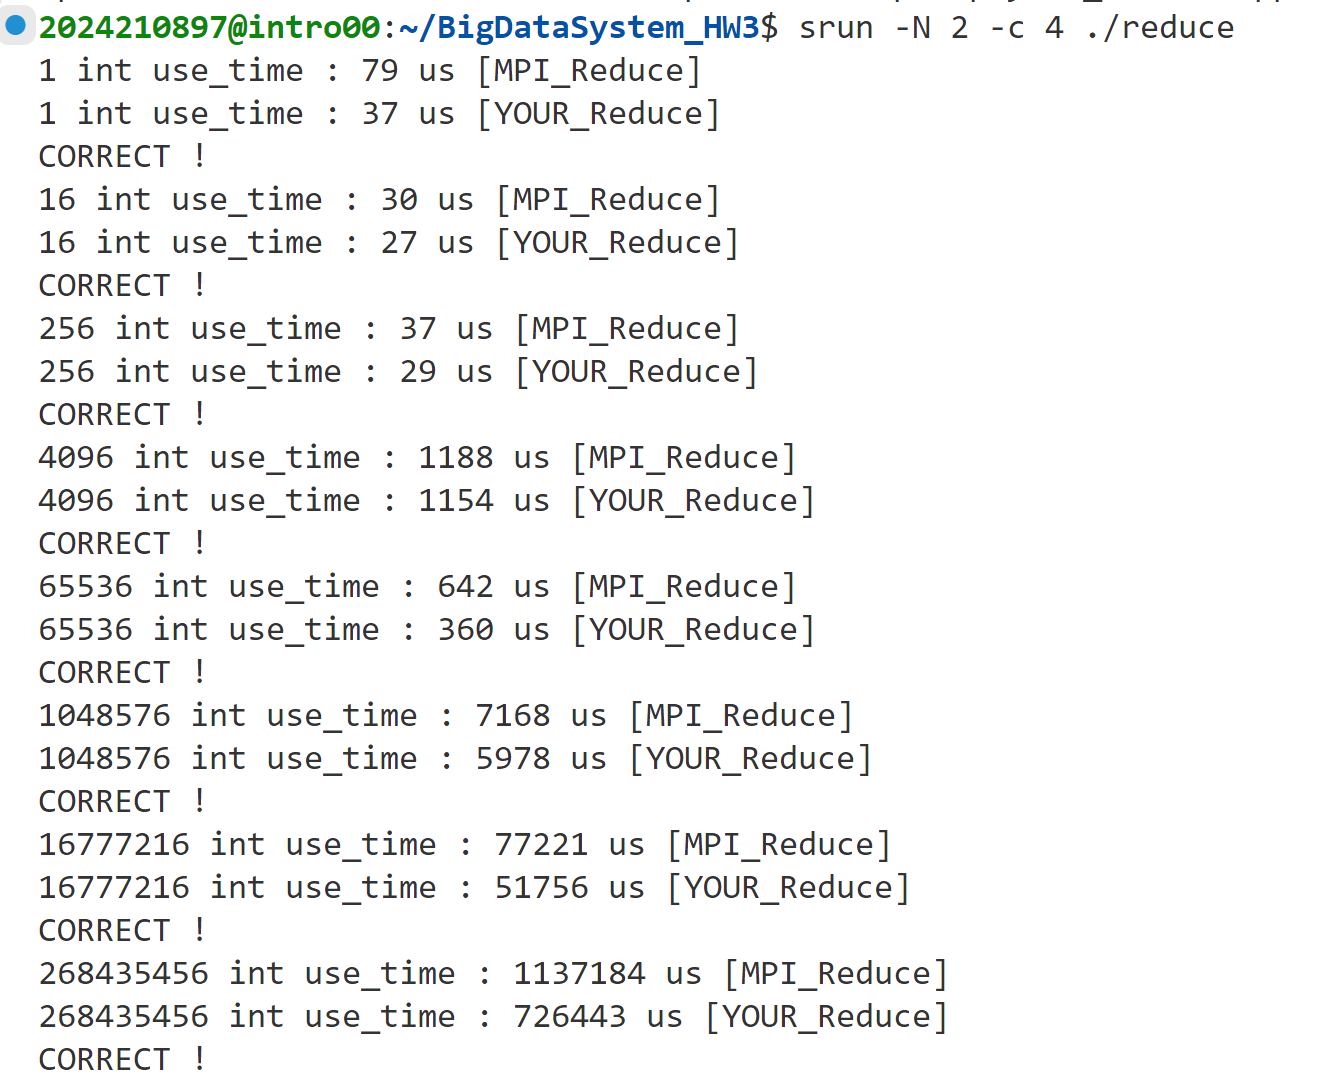 2024210897@intro00:~/BigDataSystem_HW3$ srun -N 2 -c 4 ./reduce
1 int use_time : 79 us [MPI_Reduce]
1 int use_time : 37 us [YOUR_Reduce]
CORRECT !
16 int use_time : 30 us [MPI_Reduce]
16 int use_time : 27 us [YOUR_Reduce]
CORRECT !
256 int use_time : 37 us [MPI_Reduce]
256 int use_time : 29 us [YOUR_Reduce]
CORRECT !
4096 int use_time : 1188 us [MPI_Reduce]
4096 int use_time : 1154 us [YOUR_Reduce]
CORRECT !
65536 int use_time : 642 us [MPI_Reduce]
65536 int use_time : 360 us [YOUR_Reduce]
CORRECT !
1048576 int use_time : 7168 us [MPI_Reduce]
1048576 int use_time : 5978 us [YOUR_Reduce]
CORRECT !
16777216 int use_time : 77221 us [MPI_Reduce]
16777216 int use_time : 51756 us [YOUR_Reduce]
CORRECT !
268435456 int use_time : 1137184 us [MPI_Reduce]
268435456 int use_time : 726443 us [YOUR_Reduce]
CORRECT !